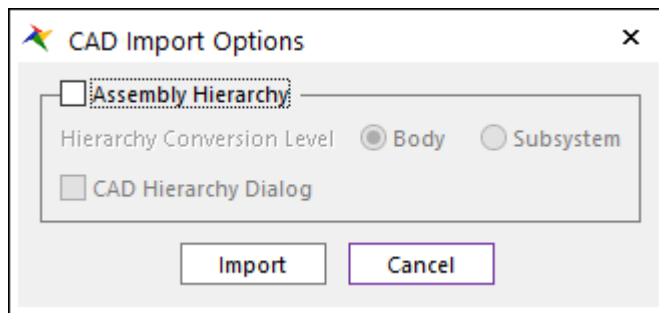 CAD Import Options
Assembly Hierarchy
Hierarchy Conversion Level Body Subsystem
CAD Hierarchy Dialog
Import Cancel